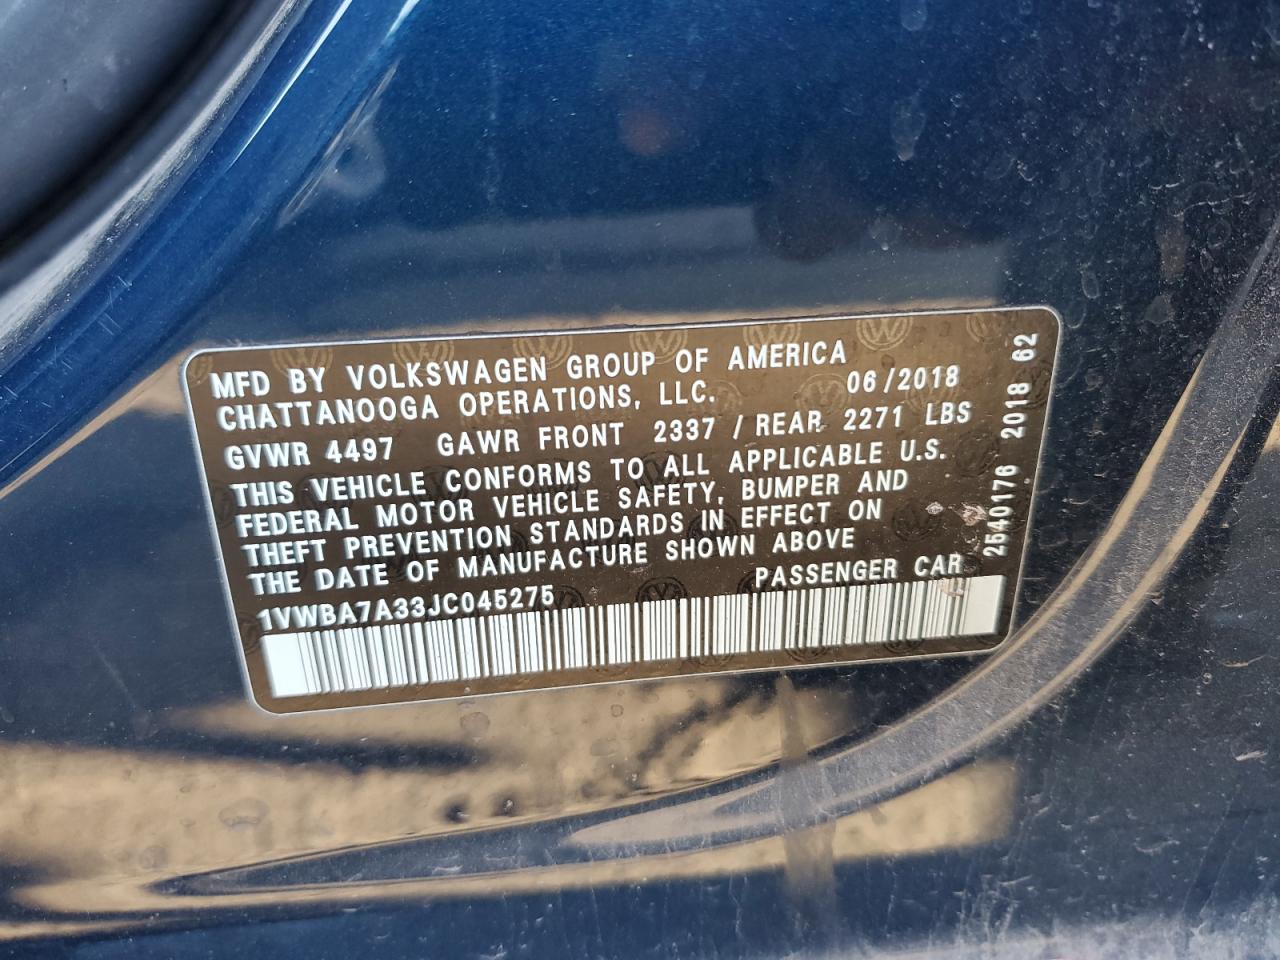 MFD BY VOLKSWAGEN GROUP OF AMERICA
CHATTANOOGA OPERATIONS, LLC. 06/2018
GVWR 4497 GAWR FRONT 2337 / REAR 2271 LBS
THIS VEHICLE CONFORMS TO ALL APPLICABLE U.S.
FEDERAL MOTOR VEHICLE SAFETY, BUMPER AND
THEFT PREVENTION STANDARDS IN EFFECT ON
THE DATE OF MANUFACTURE SHOWN ABOVE
1VWBA7A33JC045275 PASSENGER CAR
2540176 2018 62